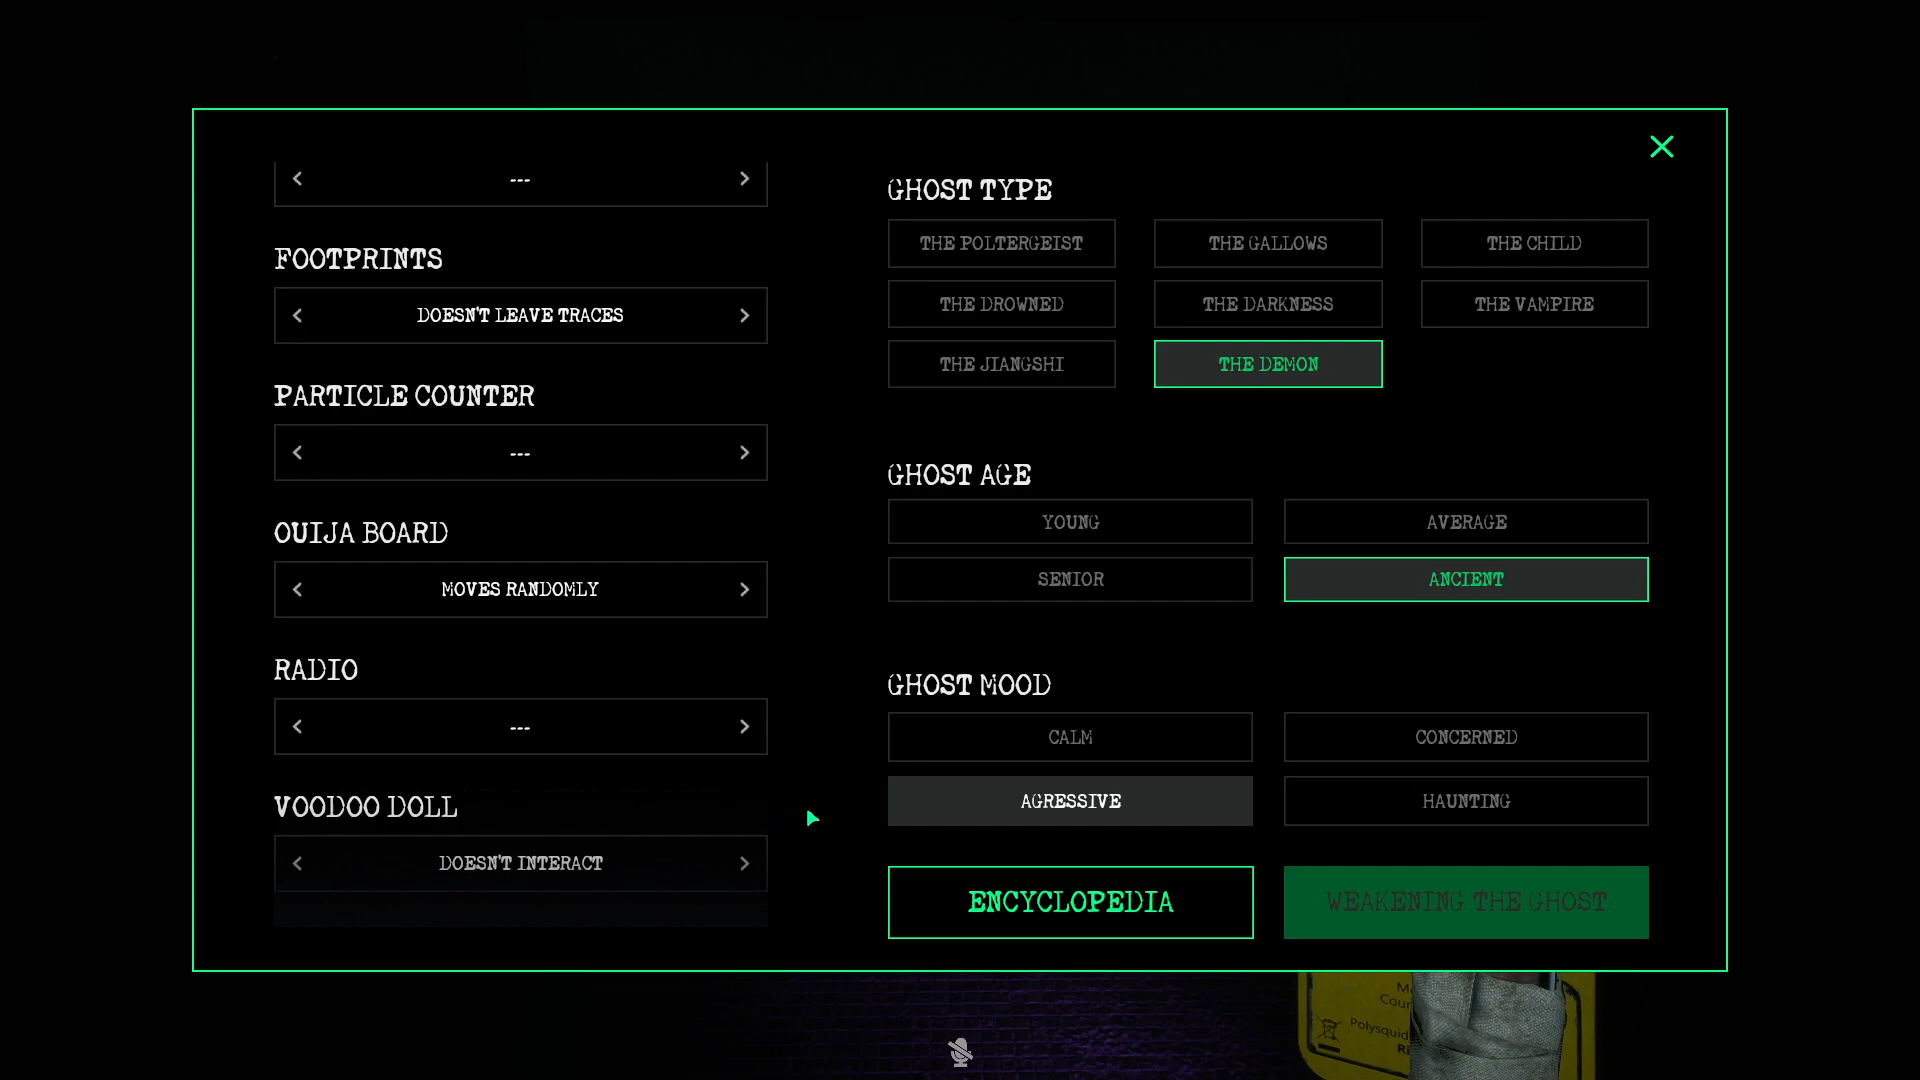 ---
FOOTPRINTS
DOESN'T LEAVE TRACES
PARTICLE COUNTER
---
OUIJA BOARD
MOVES RANDOMLY
RADIO
---
VOODOO DOLL
DOESN'T INTERACT
GHOST TYPE
THE POLTERGEIST THE GALLOWS THE CHILD
THE DROWNED THE DARKNESS THE VAMPIRE
THE JIANGSHI THE DEMON
GHOST AGE
YOUNG AVERAGE
SENIOR ANCIENT
GHOST MOOD
CALM CONCERNED
AGRESSIVE HAUNTING
ENCYCLOPEDIA WEAKENING THE GHOST
Polysquid